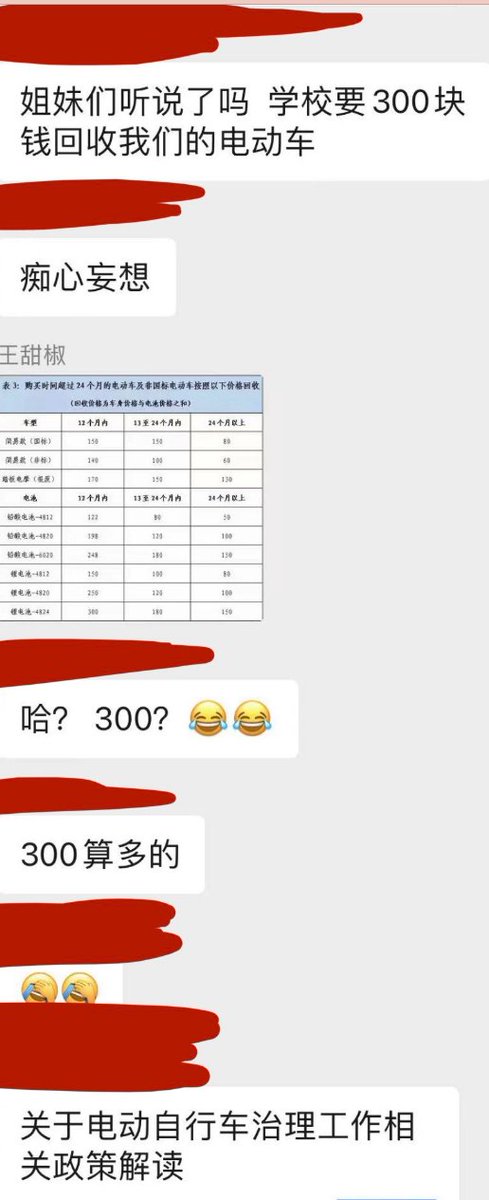 姐妹们听说了吗 学校要300块
钱回收我们的电动车
痴心妄想
王甜椒
表3：购买时间超过24个月的电动车及非国标电动车按照以下价格回收
（回收价格为车身价格与电池价格之和）
车型 12个月内 13至24个月内 24个月以上
简易款（国标） 150 150 80
简易款（非标） 140 100 60
踏板电摩（很质） 170 150 130
电池 12个月内 13至24个月内 24个月以上
铅酸电池-4812 122 80 50
铅酸电池-4820 198 120 100
铅酸电池-6020 248 180 150
锂电池-4812 150 100 80
锂电池-4820 250 120 100
锂电池-4824 300 180 150
哈？ 300？😂😂
300算多的
🤦🤦
关于电动自行车治理工作相
关政策解读